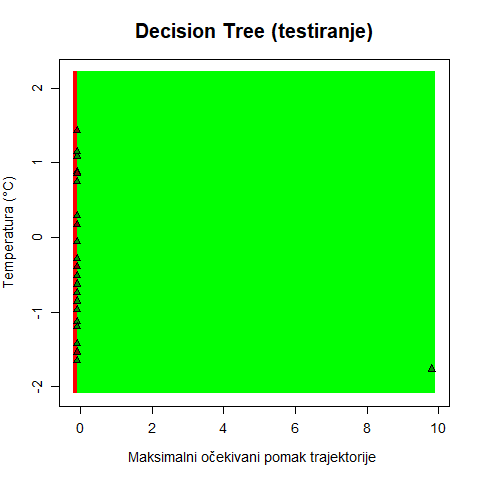 Decision Tree (testiranje)
Temperatura (°C)
2
1
0
-1
-2
0 2 4 6 8 10
Maksimalni očekivani pomak trajektorije